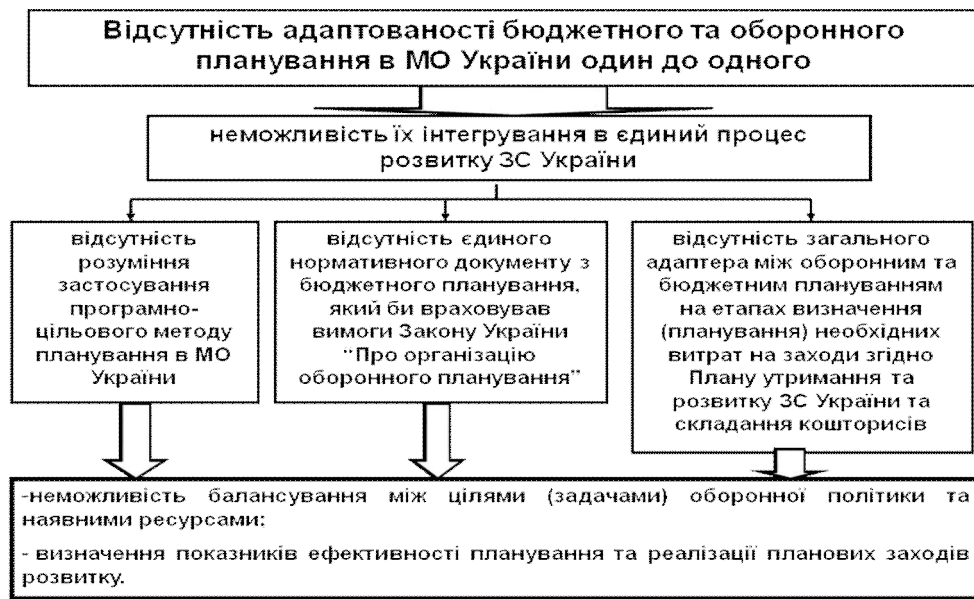 Відсутність адаптованості бюджетного та оборонного
планування в МО України один до одного
неможливість їх інтегрування в єдиний процес
розвитку ЗС України
відсутність
розуміння
застосування
програмно-
цільового методу
планування в МО
України
відсутність єдиного
нормативного документу з
бюджетного планування,
який би враховував
вимоги Закону України
"Про організацію
оборонного планування"
відсутність загального
адаптера між оборонним та
бюджетним плануванням
на етапах визначення
(планування) необхідних
витрат на заходи згідно
Плану утримання та
розвитку ЗС України та
складання кошторисів
-неможливість балансування між цілями (задачами) оборонної політики та
наявними ресурсами:
- визначення показників ефективності планування та реалізації планових заходів
розвитку.